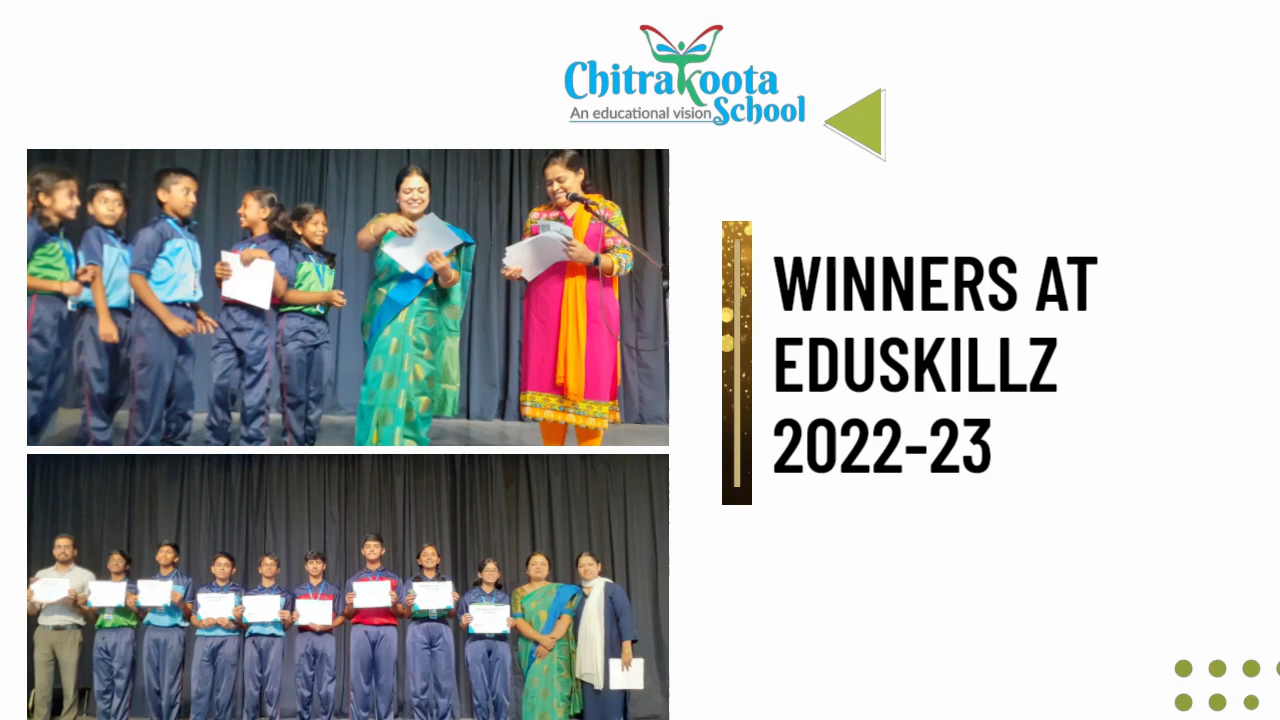 Chitrakoota
An educational vision School
WINNERS AT
EDUSKILLZ
2022-23